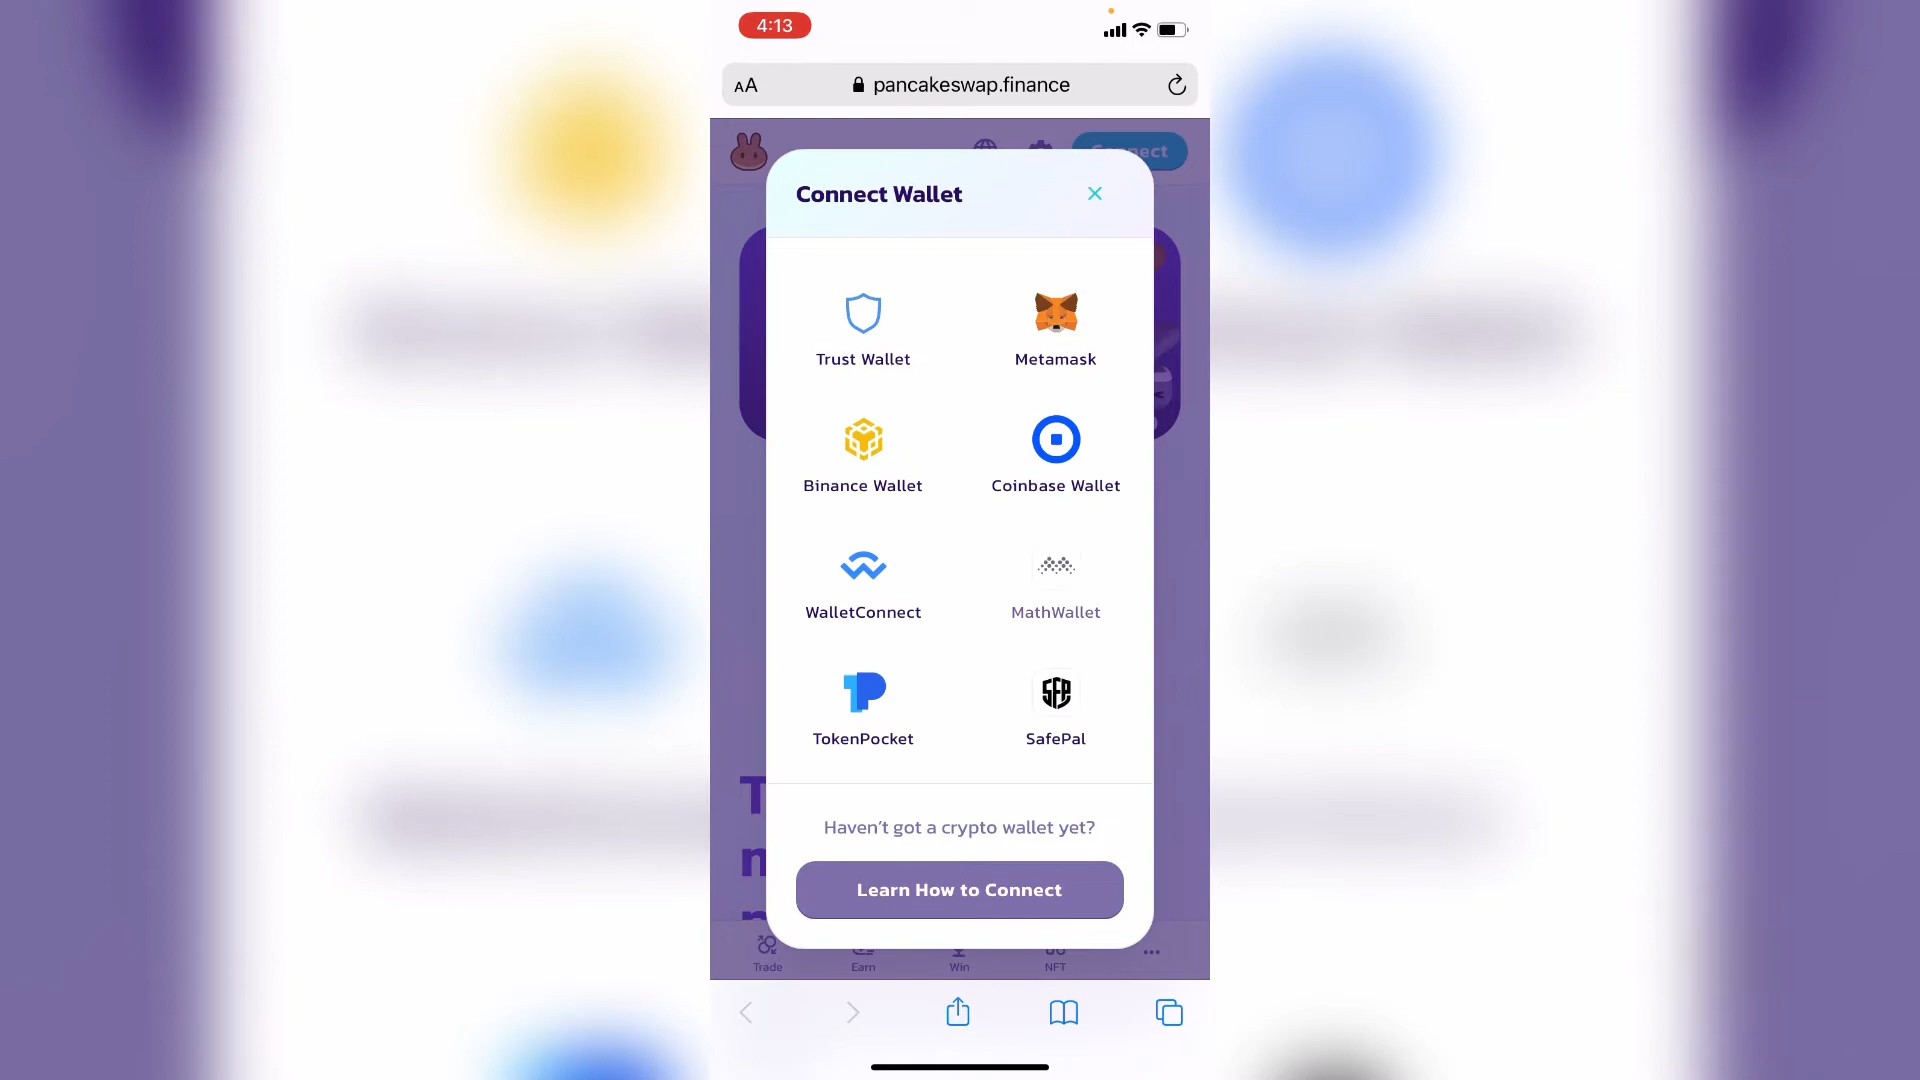 4:13
AA pancakeswap.finance
Connect Wallet
Trust Wallet
Metamask
Binance Wallet
Coinbase Wallet
WalletConnect
MathWallet
TokenPocket
SafePal
Haven't got a crypto wallet yet?
Learn How to Connect
Trade
Earn
Win
NFT